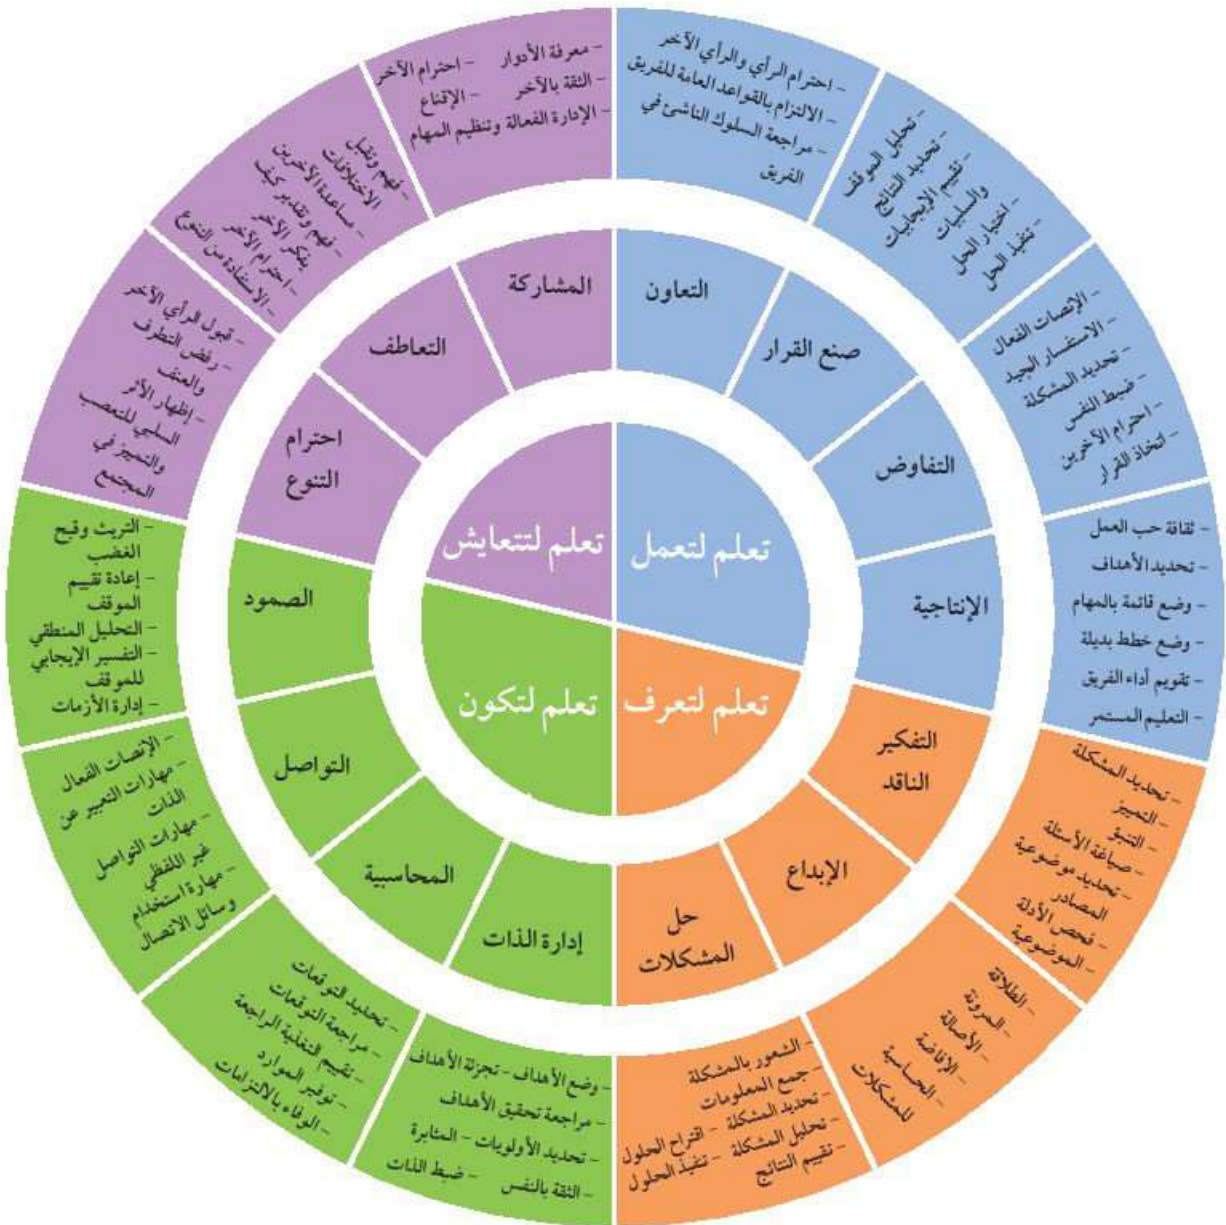 تعلم لتعمل
تعلم لتعرف
تعلم لتكون
تعلم لتتعايش
التعاون
- احترام الرأي والرأي الآخر
- الالتزام بالقواعد العامة للفريق
- مراجعة السلوك الناشئ في
الفريق
صنع القرار
- تحليل الموقف
- تحديد النتائج
- تقييم الإيجابيات
والسلبيات
- اختيار الحل
- تنفيذ الحل
التفاوض
- الإنصات الفعال
- الاستفسار الجيد
- تحديد المشكلة
- ضبط النفس
- احترام الآخرين
- اتخاذ القرار
الإنتاجية
- ثقافة حب العمل
- تحديد الأهداف
- وضع قائمة بالمهام
- وضع خطط بديلة
- تقويم أداء الفريق
- التعليم المستمر
التفكير
الناقد
- تحديد المشكلة
- التمييز
- التنبؤ
- صياغة الأسئلة
- تحديد موضوعية
المصادر
- فحص الأدلة
- الموضوعية
الإبداع
- الطلاقة
- المرونة
- الأصالة
- الإفاضة
- الحساسية
للمشكلات
حل
المشكلات
- الشعور بالمشكلة
- جمع المعلومات
- تحديد المشكلة - اقتراح الحلول
- تحليل المشكلة - تنفيذ الحلول
- تقييم النتائج
إدارة الذات
- وضع الأهداف - تجزئة الأهداف
- مراجعة تحقيق الأهداف
- تحديد الأولويات - المثابرة
- الثقة بالنفس - ضبط الذات
المحاسبية
- تحديد التوقعات
- مراجعة التوقعات
- تقييم التغذية الراجعة
- توفير الموارد
- الوفاء بالالتزامات
التواصل
- الإنصات الفعال
- مهارات التعبير عن
الذات
- مهارات التواصل
غير اللفظي
- مهارة استخدام
وسائل الاتصال
الصمود
- التريث وقبح
الغضب
- إعادة تقييم
الموقف
- التحليل المنطقي
- التفسير الإيجابي
للموقف
- إدارة الأزمات
احترام
التنوع
- قبول الرأي الآخر
- رفض التطرف
والعنف
- إظهار الأثر
السلبي للتعصب
والتمييز في
المجتمع
التعاطف
- فهم وتقبل
الاختلافات
- مساعدة الآخرين
- فهم وتقدير كيف
يفكر الآخر
- احترام الآخر
- الاستفادة من التنوع
المشاركة
- معرفة الأدوار - احترام الآخر
- الثقة بالآخر - الإقناع
- الإدارة الفعالة وتنظيم المهام